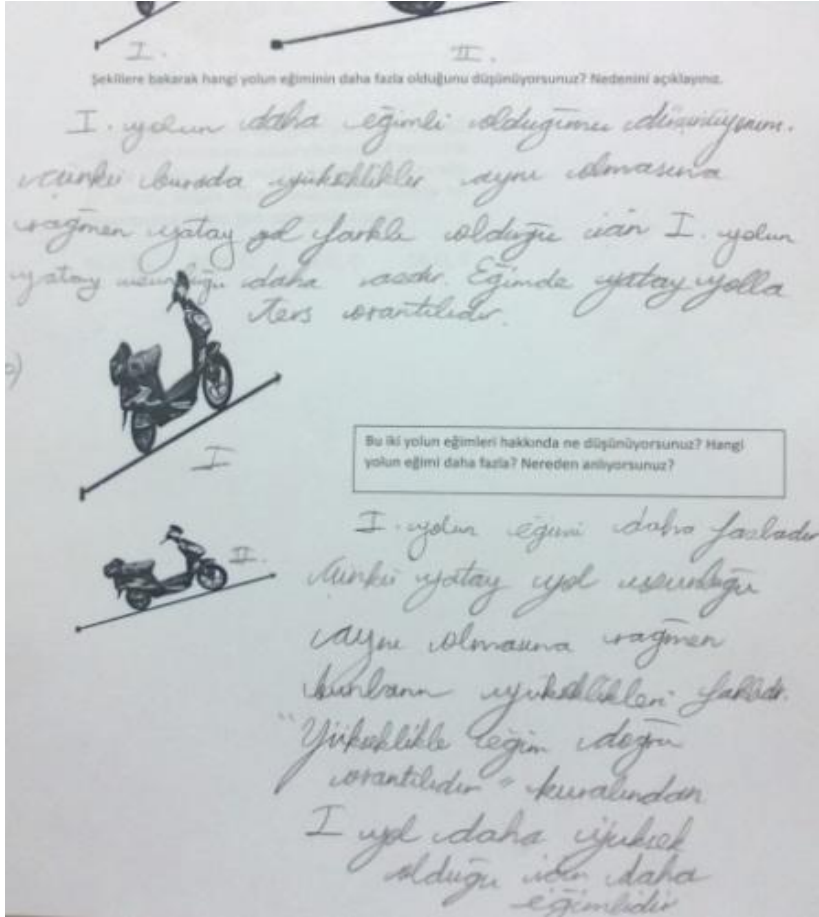 I.
II.
Şekillere bakarak hangi yolun eğiminin daha fazla olduğunu düşünüyorsunuz? Nedenini açıklayınız.
I. yolun daha eğimli olduğunu düşünüyorum.
Çünkü burada yükseklikler aynı olmasına
rağmen yatay yol farklı olduğu için I. yolun
yatay uzunluğu daha azdır. Eğimde yatay yolla
ters orantılıdır.
c)
I
Bu iki yolun eğimleri hakkında ne düşünüyorsunuz? Hangi
yolun eğimi daha fazla? Nereden anlıyorsunuz?
I. yolun eğimi daha fazladır
II.
Çünkü yatay yol uzunluğu
aynı olmasına rağmen
bunların yükseklikleri farklıdır.
"Yükseklikle eğim doğru
orantılıdır" kuralından
I yol daha yüksek
olduğu için daha
eğimlidir